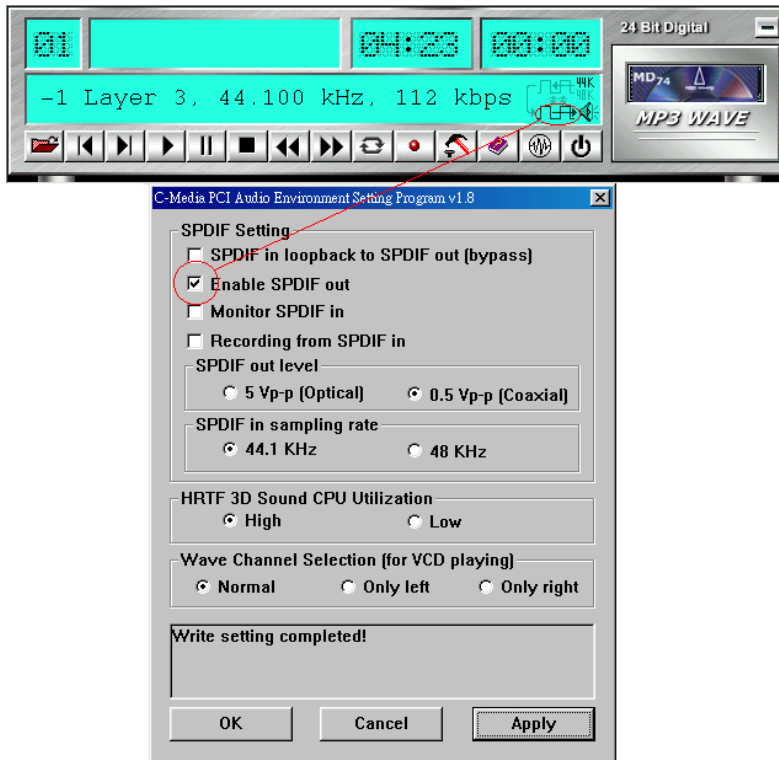 24 Bit Digital
01 04:23 00:00
-1 Layer 3, 44.100 kHz, 112 kbps
44K
48K
MD74
MP3 WAVE
C-Media PCI Audio Environment Setting Program v1.8
SPDIF Setting
SPDIF in loopback to SPDIF out (bypass)
Enable SPDIF out
Monitor SPDIF in
Recording from SPDIF in
SPDIF out level
5 Vp-p (Optical) 0.5 Vp-p (Coaxial)
SPDIF in sampling rate
44.1 KHz 48 KHz
HRTF 3D Sound CPU Utilization
High Low
Wave Channel Selection (for VCD playing)
Normal Only left Only right
Write setting completed!
OK Cancel Apply